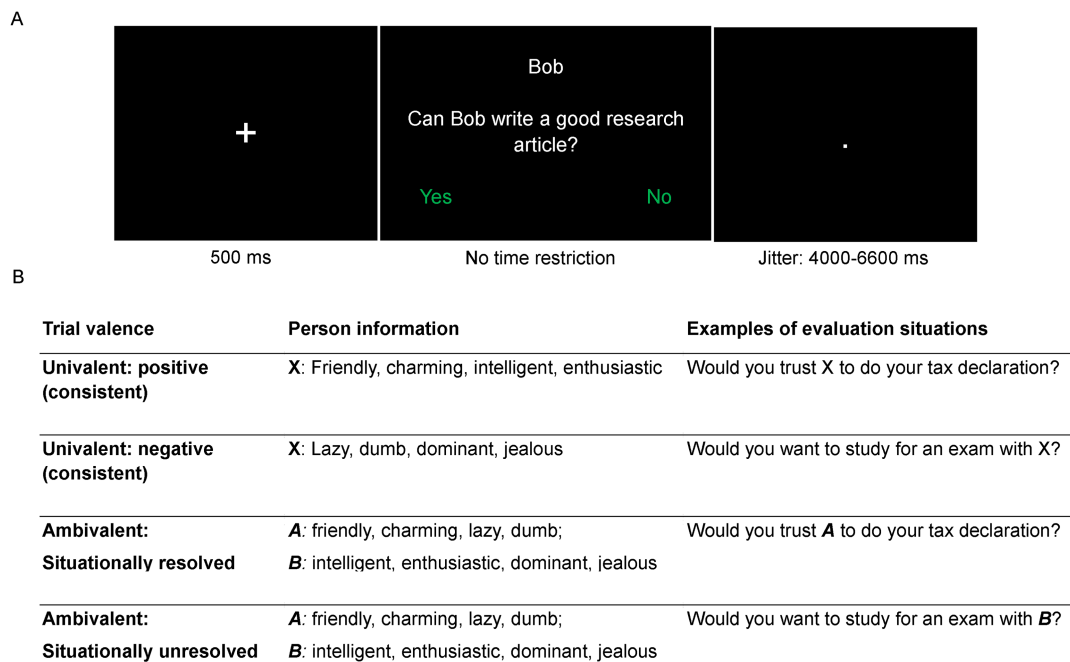 A
Bob
Can Bob write a good research
article?
Yes No
500 ms No time restriction Jitter: 4000-6600 ms
B
Trial valence Person information Examples of evaluation situations
Univalent: positive X: Friendly, charming, intelligent, enthusiastic Would you trust X to do your tax declaration?
(consistent)
Univalent: negative X: Lazy, dumb, dominant, jealous Would you want to study for an exam with X?
(consistent)
Ambivalent: A: friendly, charming, lazy, dumb; Would you trust A to do your tax declaration?
Situationally resolved B: intelligent, enthusiastic, dominant, jealous
Ambivalent: A: friendly, charming, lazy, dumb; Would you want to study for an exam with B?
Situationally unresolved B: intelligent, enthusiastic, dominant, jealous